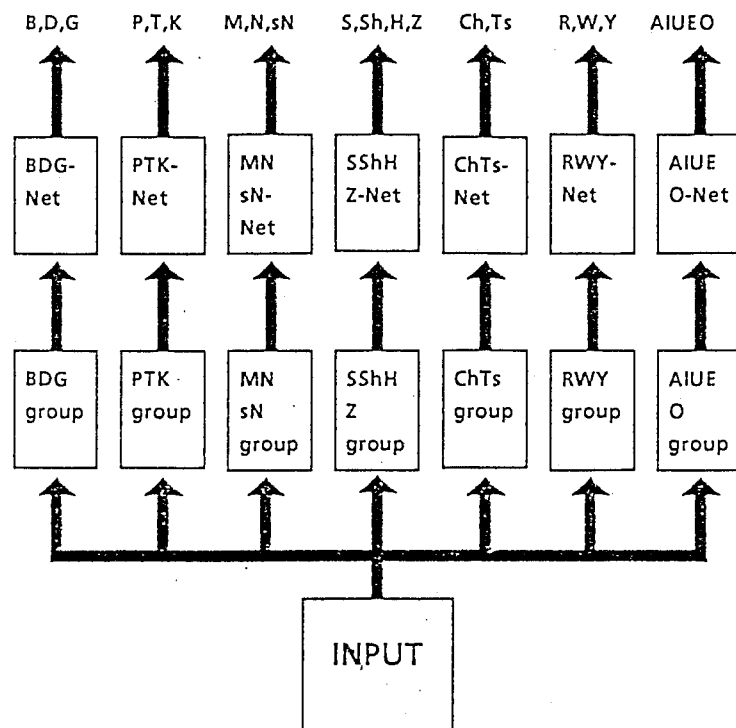 B,D,G P,T,K M,N,sN S,Sh,H,Z Ch,Ts R,W,Y AIUEO
BDG-
Net
PTK-
Net
MN
sN-
Net
SShH
Z-Net
ChTs-
Net
RWY-
Net
AIUE
O-Net
BDG
group
PTK
group
MN
sN
group
SShH
Z
group
ChTs
group
RWY
group
AIUE
O
group
INPUT